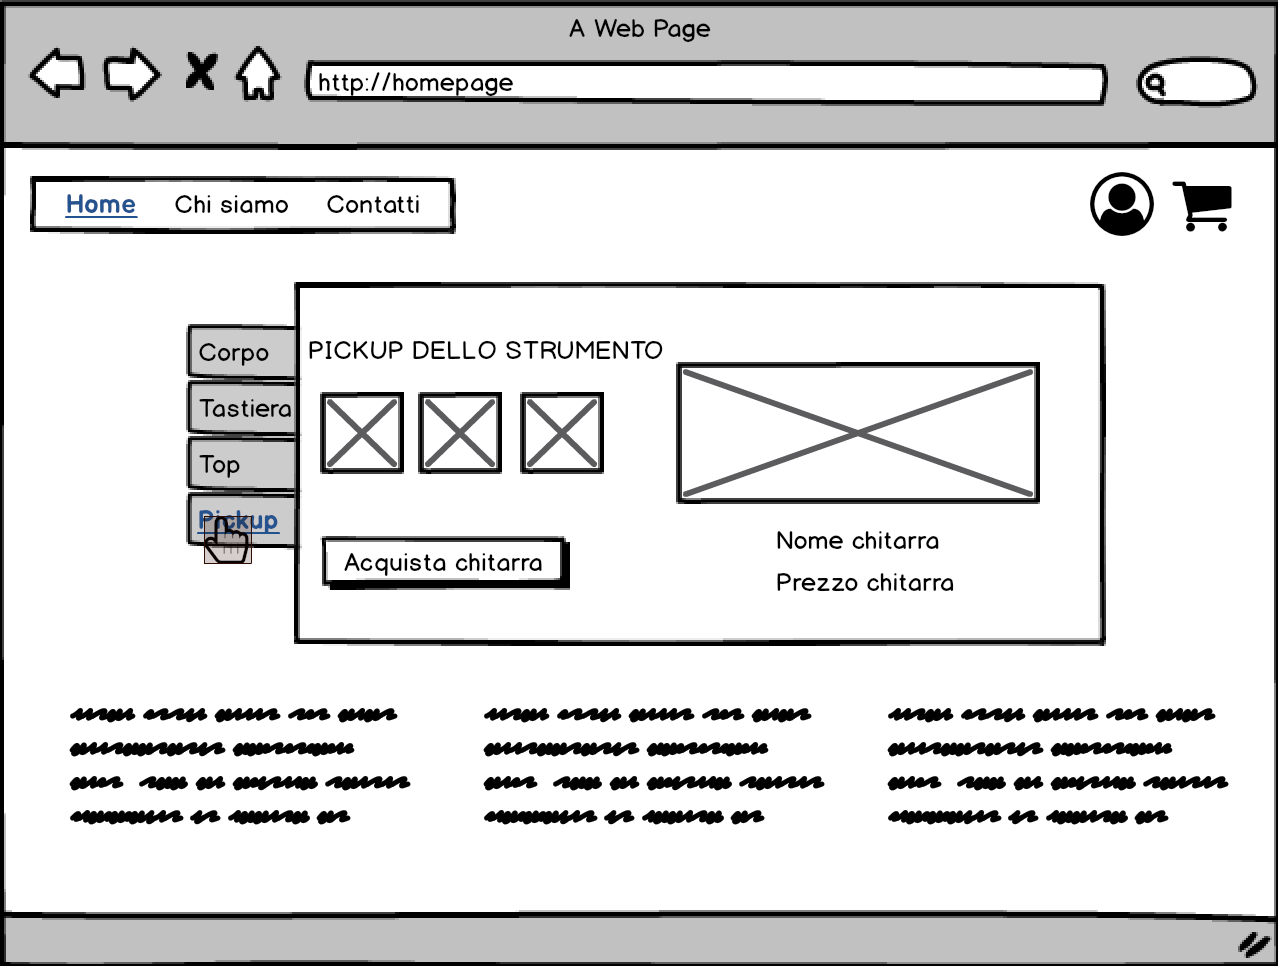 A Web Page
http://homepage
Home Chi siamo Contatti
Corpo
Tastiera
Top
Pickup
PICKUP DELLO STRUMENTO
Acquista chitarra
Nome chitarra
Prezzo chitarra